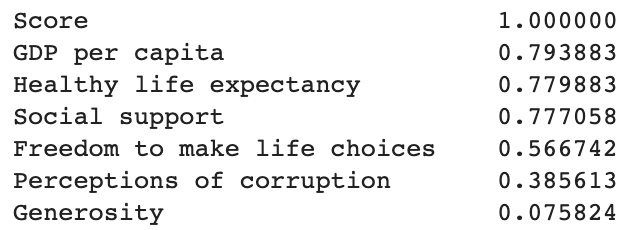 Score 1.000000
GDP per capita 0.793883
Healthy life expectancy 0.779883
Social support 0.777058
Freedom to make life choices 0.566742
Perceptions of corruption 0.385613
Generosity 0.075824